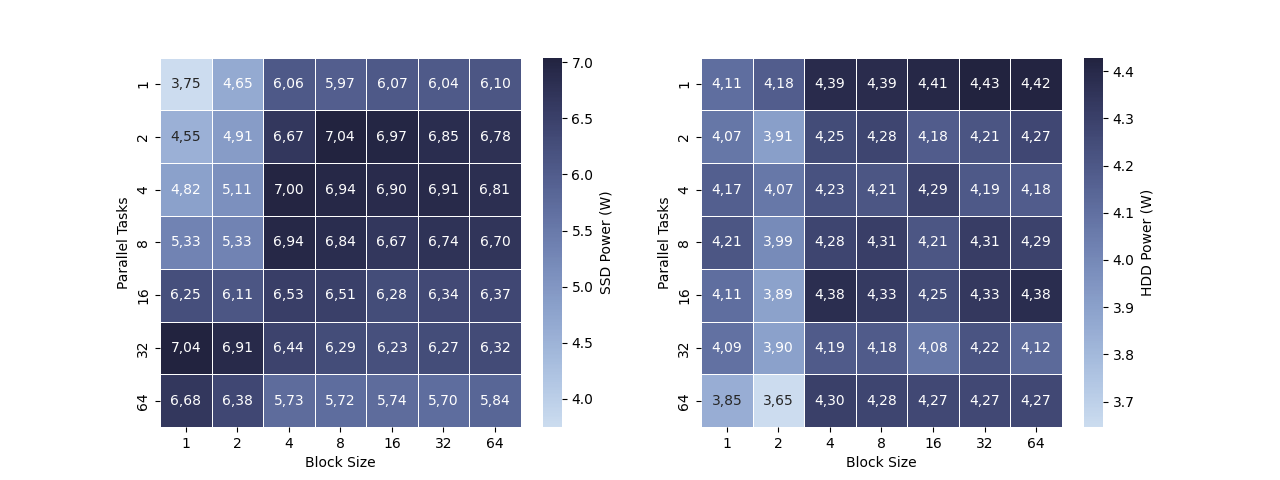 1 3,75 4,65 6,06 5,97 6,07 6,04 6,10
2 4,55 4,91 6,67 7,04 6,97 6,85 6,78
4 4,82 5,11 7,00 6,94 6,90 6,91 6,81
8 5,33 5,33 6,94 6,84 6,67 6,74 6,70
16 6,25 6,11 6,53 6,51 6,28 6,34 6,37
32 7,04 6,91 6,44 6,29 6,23 6,27 6,32
64 6,68 6,38 5,73 5,72 5,74 5,70 5,84
1 2 4 8 16 32 64
Block Size
Parallel Tasks
7.0
6.5
6.0
5.5
5.0
4.5
4.0
SSD Power (W)
1 4,11 4,18 4,39 4,39 4,41 4,43 4,42
2 4,07 3,91 4,25 4,28 4,18 4,21 4,27
4 4,17 4,07 4,23 4,21 4,29 4,19 4,18
8 4,21 3,99 4,28 4,31 4,21 4,31 4,29
16 4,11 3,89 4,38 4,33 4,25 4,33 4,38
32 4,09 3,90 4,19 4,18 4,08 4,22 4,12
64 3,85 3,65 4,30 4,28 4,27 4,27 4,27
1 2 4 8 16 32 64
Block Size
Parallel Tasks
4.4
4.3
4.2
4.1
4.0
3.9
3.8
3.7
HDD Power (W)